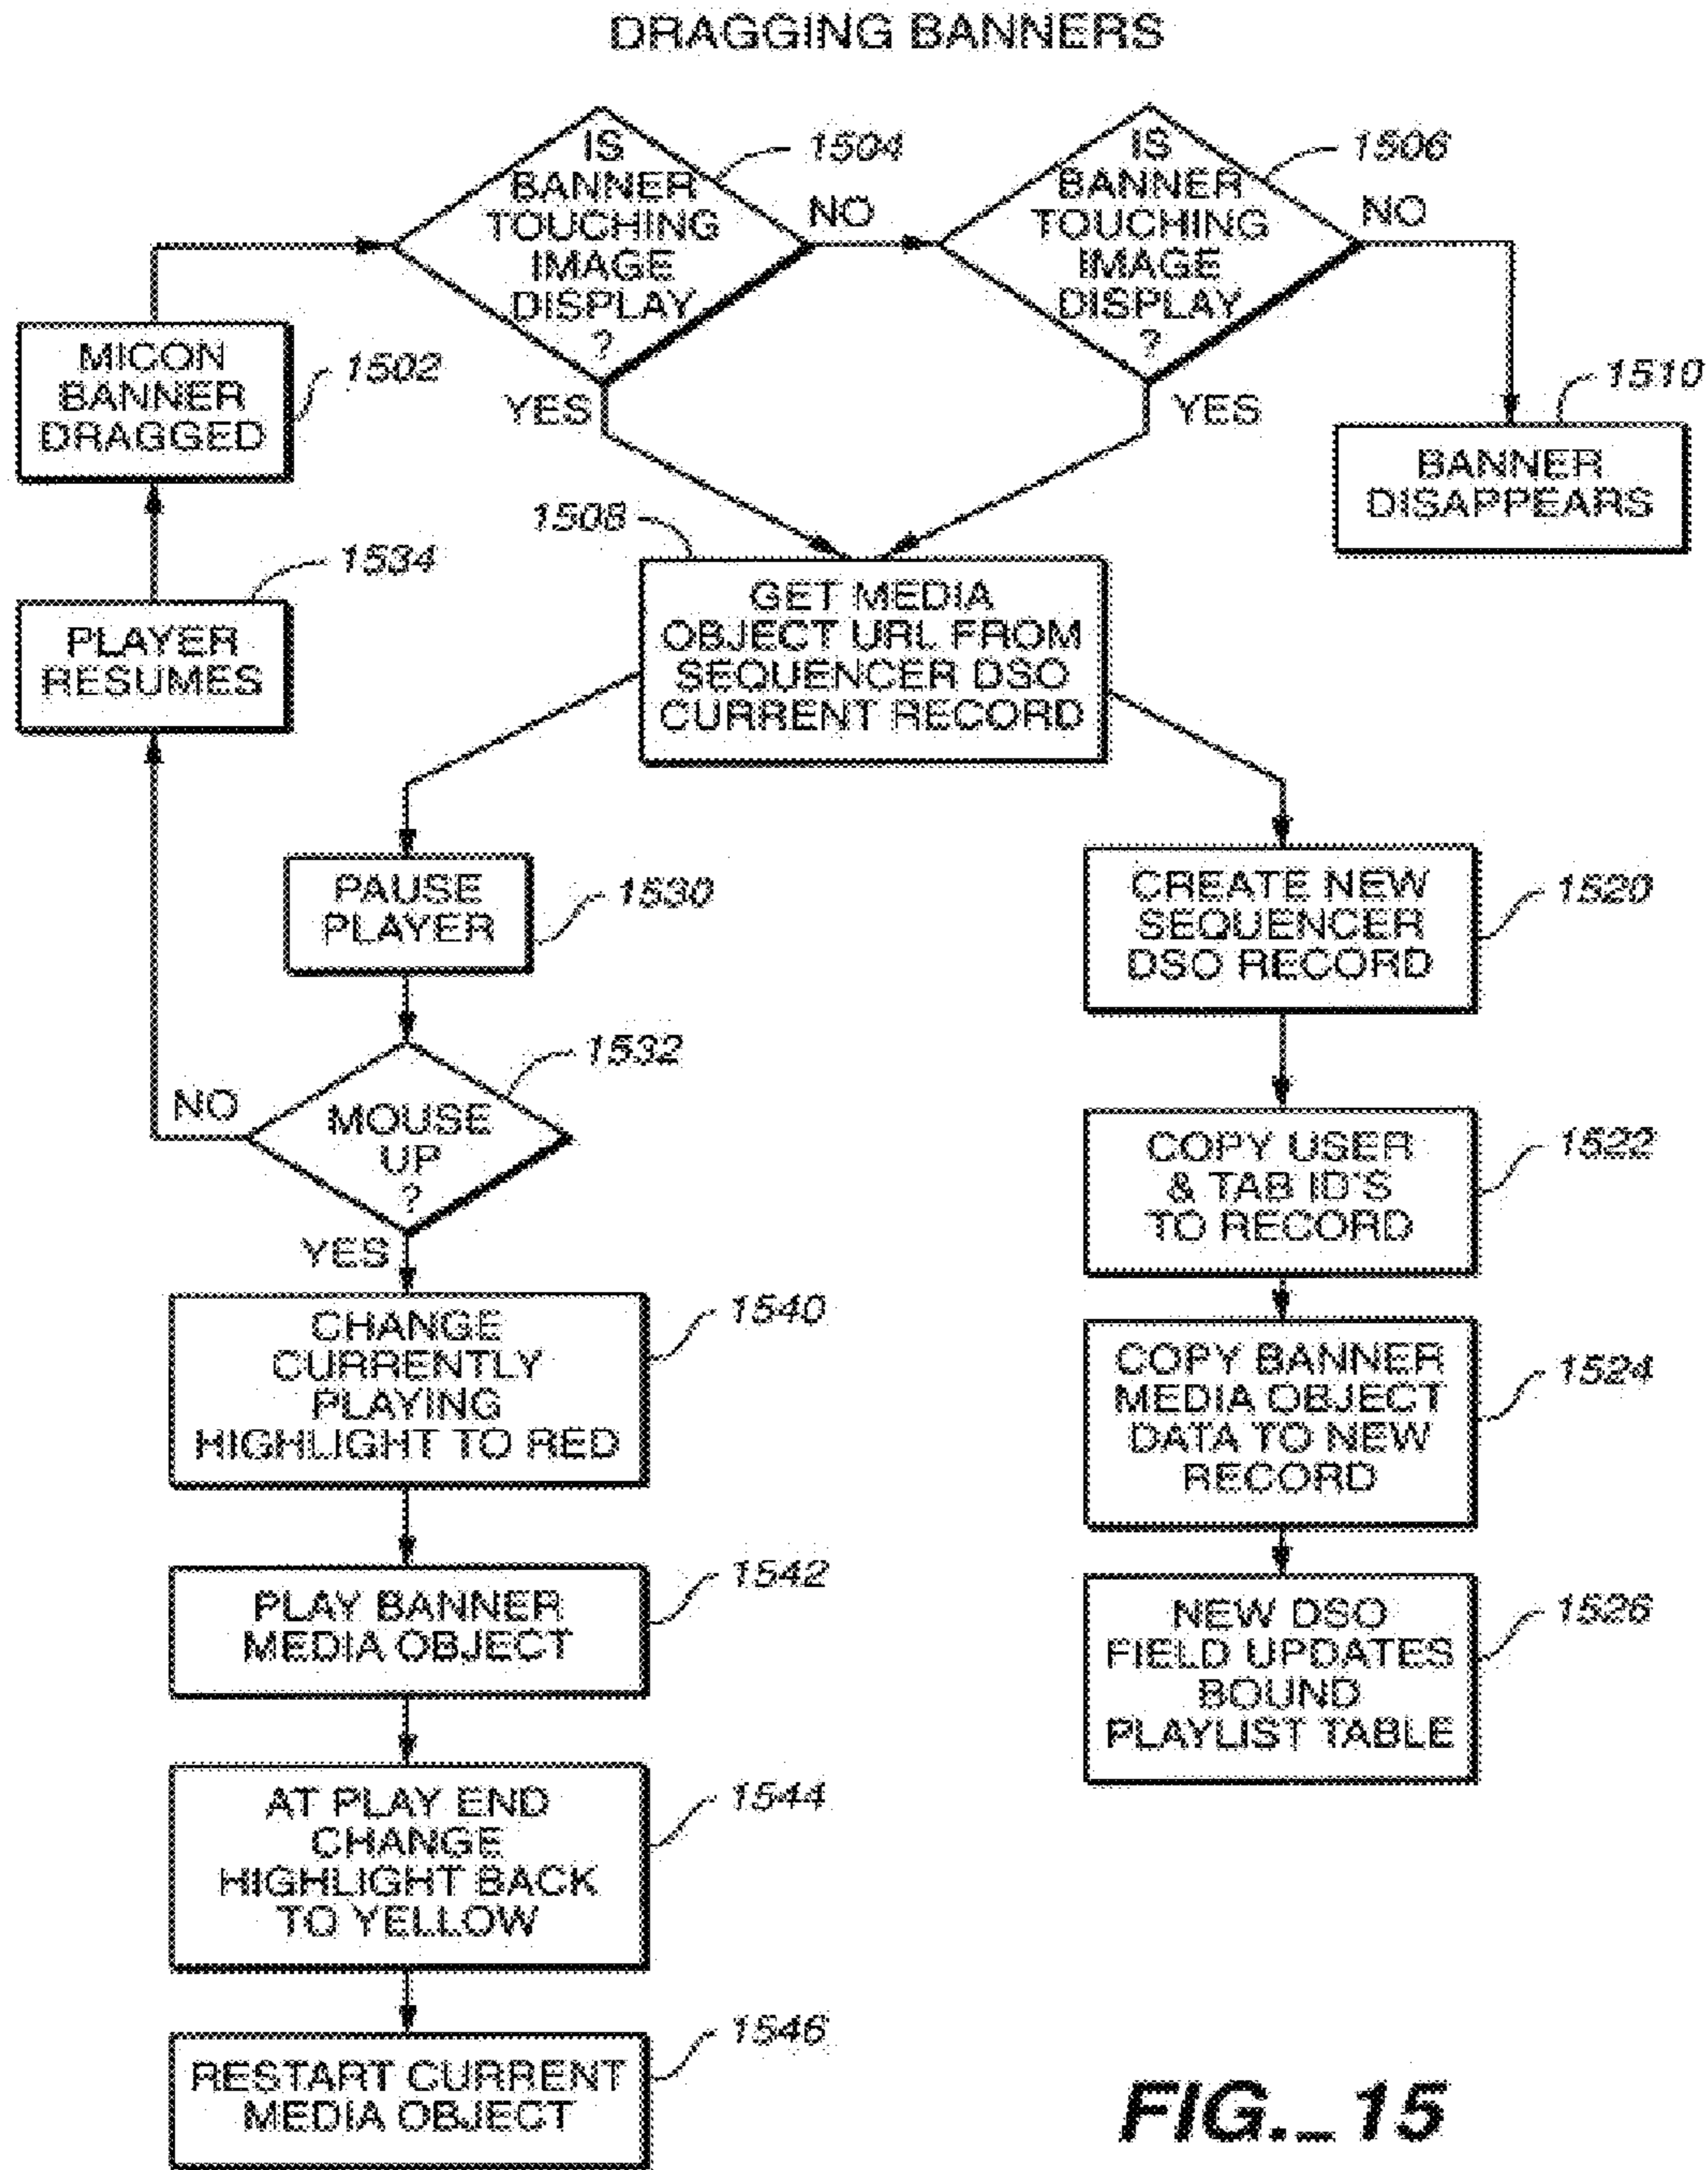 DRAGGING BANNERS
IS
BANNER
TOUCHING
IMAGE
DISPLAY
?
1504
NO
YES
IS
BANNER
TOUCHING
IMAGE
DISPLAY
?
1506
NO
YES
MICON
BANNER
DRAGGED
1502
1510
BANNER
DISAPPEARS
1508
GET MEDIA
OBJECT URL FROM
SEQUENCER DSO
CURRENT RECORD
1534
PLAYER
RESUMES
PAUSE
PLAYER
1530
CREATE NEW
SEQUENCER
DSO RECORD
1520
MOUSE
UP
?
1532
NO
YES
COPY USER
& TAB ID'S
TO RECORD
1522
CHANGE
CURRENTLY
PLAYING
HIGHLIGHT TO RED
1540
COPY BANNER
MEDIA OBJECT
DATA TO NEW
RECORD
1524
PLAY BANNER
MEDIA OBJECT
1542
NEW DSO
FIELD UPDATES
BOUND
PLAYLIST TABLE
1526
AT PLAY END
CHANGE
HIGHLIGHT BACK
TO YELLOW
1544
RESTART CURRENT
MEDIA OBJECT
1546
FIG._15